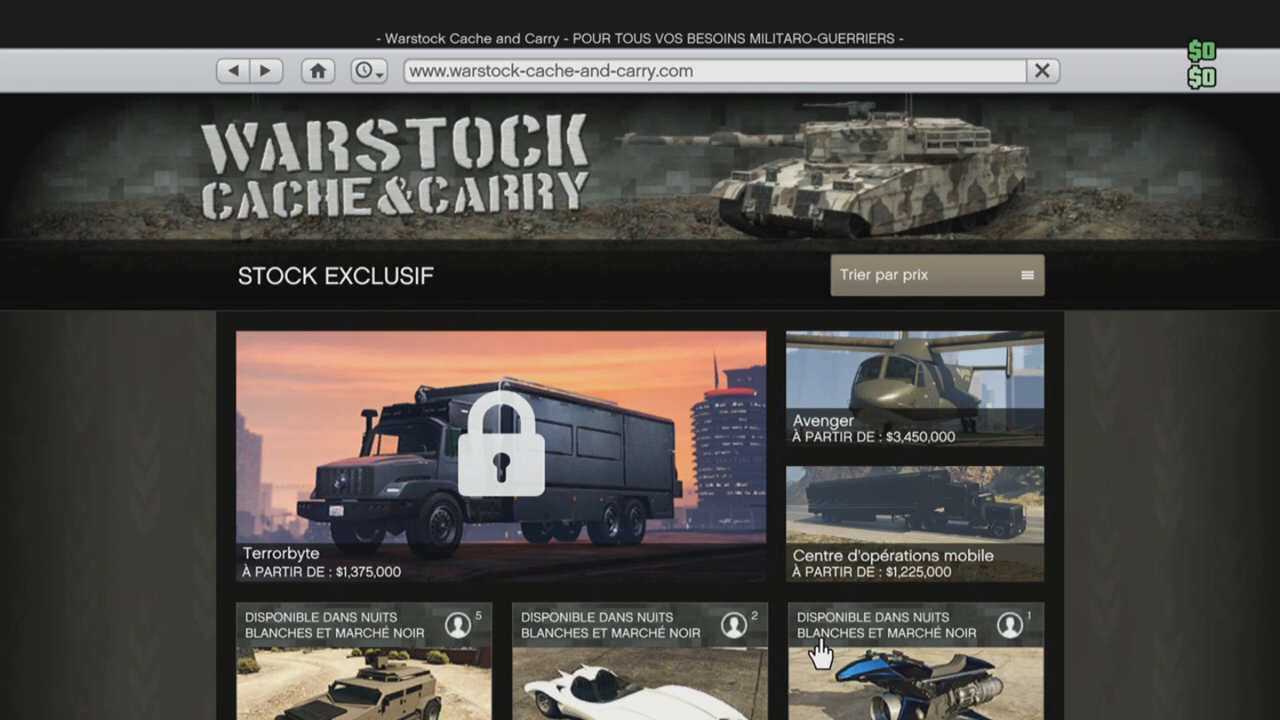 - Warstock Cache and Carry - POUR TOUS VOS BESOINS MILITARO-GUERRIERS -
$0
$0
www.warstock-cache-and-carry.com
WARSTOCK
CACHE&CARRY
STOCK EXCLUSIF
Trier par prix
Terrorbyte
À PARTIR DE : $1,375,000
Avenger
À PARTIR DE : $3,450,000
Centre d'opérations mobile
À PARTIR DE : $1,225,000
DISPONIBLE DANS NUITS
BLANCHES ET MARCHÉ NOIR
5
DISPONIBLE DANS NUITS
BLANCHES ET MARCHÉ NOIR
2
DISPONIBLE DANS NUITS
BLANCHES ET MARCHÉ NOIR
1